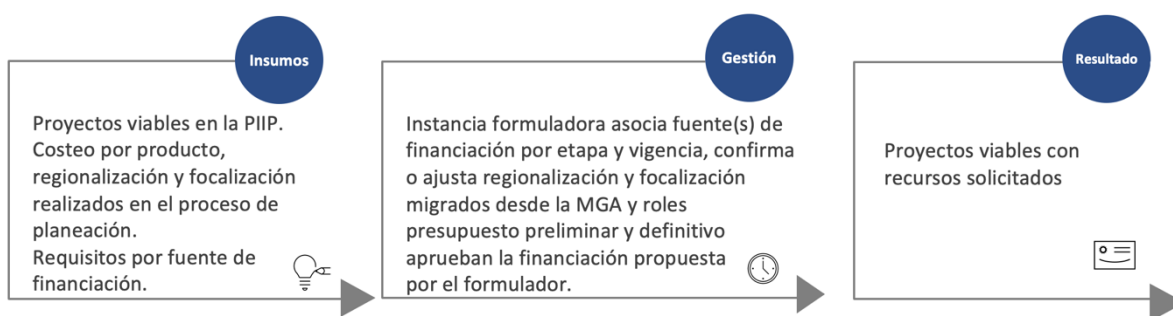 Insumos
Proyectos viables en la PIIP.
Costeo por producto,
regionalización y focalización
realizados en el proceso de
planeación.
Requisitos por fuente de
financiación.
Gestión
Instancia formuladora asocia fuente(s) de
financiación por etapa y vigencia, confirma
o ajusta regionalización y focalización
migrados desde la MGA y roles
presupuesto preliminar y definitivo
aprueban la financiación propuesta
por el formulador.
Resultado
Proyectos viables con
recursos solicitados